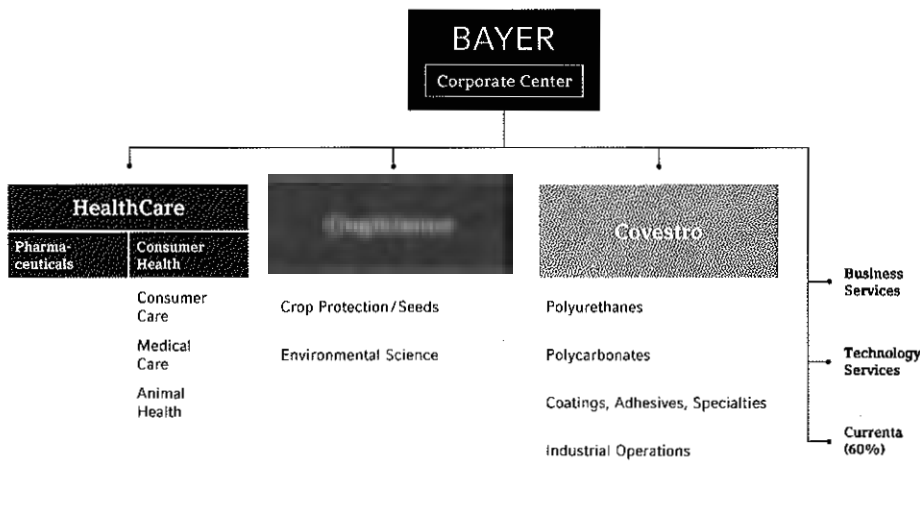 BAYER
Corporate Center
HealthCare
Pharma-
ceuticals
Consumer
Health
Consumer
Care
Medical
Care
Animal
Health
Crop Protection/Seeds
Environmental Science
Covestro
Polyurethanes
Polycarbonates
Coatings, Adhesives, Specialties
Industrial Operations
Business
Services
Technology
Services
Currenta
(60%)